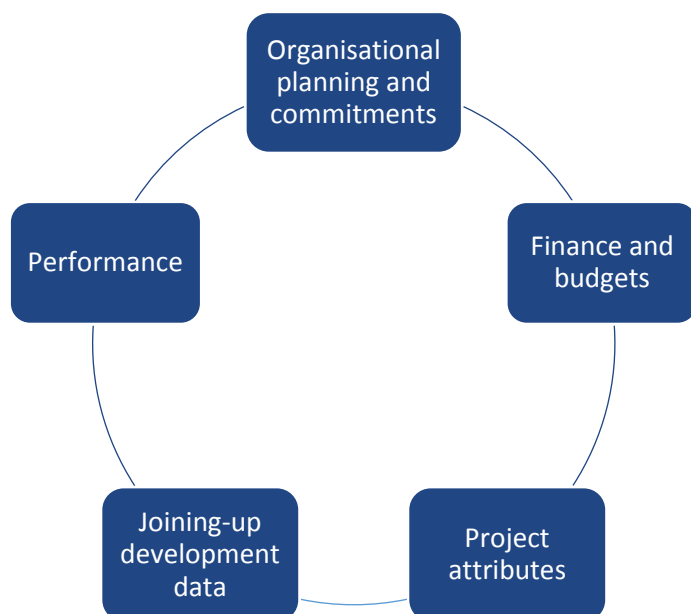 Organisational
planning and
commitments
Finance and
budgets
Project
attributes
Joining-up
development
data
Performance